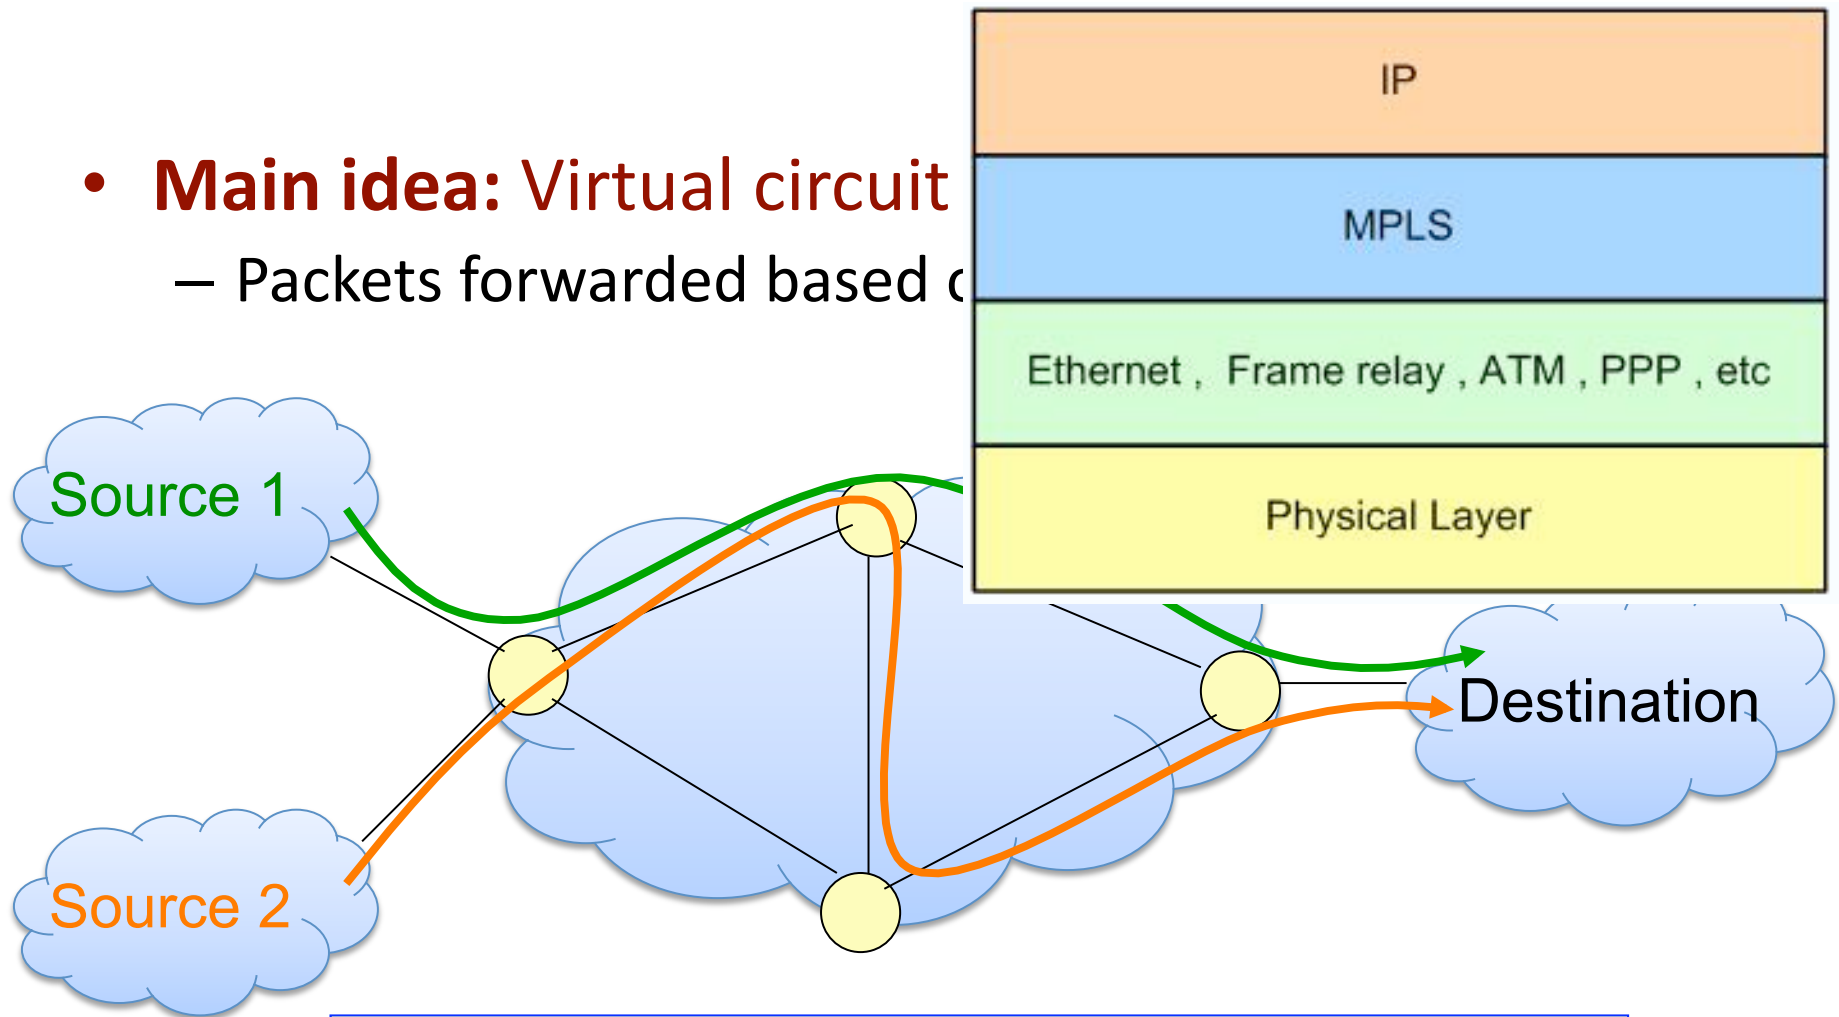 • Main idea: Virtual circuit
– Packets forwarded based
IP
MPLS
Ethernet , Frame relay , ATM , PPP , etc
Physical Layer
Source 1
Destination
Source 2